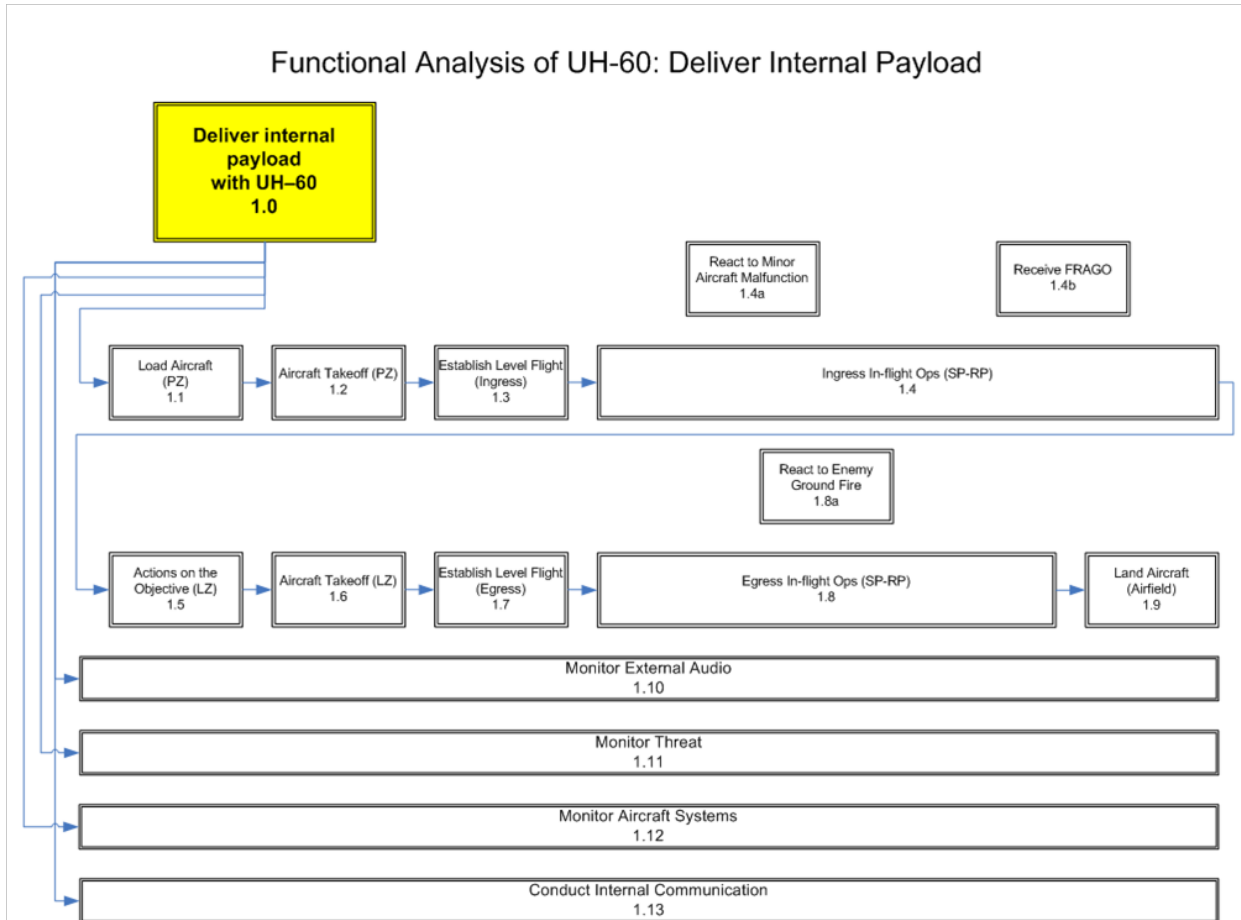 Functional Analysis of UH-60: Deliver Internal Payload
Deliver internal
payload
with UH–60
1.0
React to Minor
Aircraft Malfunction
1.4a
Receive FRAGO
1.4b
Load Aircraft
(PZ)
1.1
Aircraft Takeoff (PZ)
1.2
Establish Level Flight
(Ingress)
1.3
Ingress In-flight Ops (SP-RP)
1.4
React to Enemy
Ground Fire
1.8a
Actions on the
Objective (LZ)
1.5
Aircraft Takeoff (LZ)
1.6
Establish Level Flight
(Egress)
1.7
Egress In-flight Ops (SP-RP)
1.8
Land Aircraft
(Airfield)
1.9
Monitor External Audio
1.10
Monitor Threat
1.11
Monitor Aircraft Systems
1.12
Conduct Internal Communication
1.13